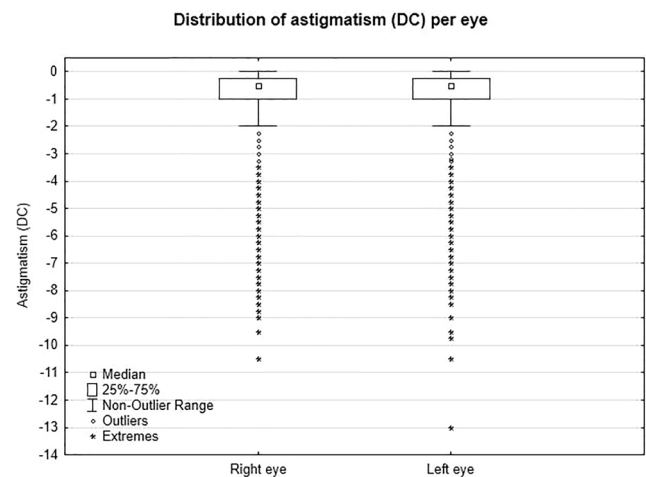 Distribution of astigmatism (DC) per eye
Astigmatism (DC)
0
-1
-2
-3
-4
-5
-6
-7
-8
-9
-10
-11
-12
-13
-14
Median
25%-75%
Non-Outlier Range
Outliers
Extremes
Right eye
Left eye